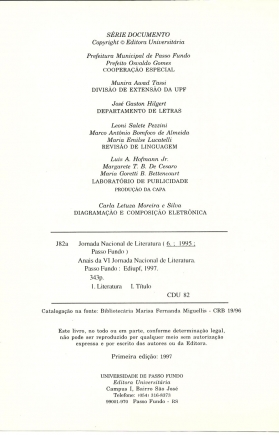 SÉRIE DOCUMENTO
Copyright © Editora Universitária
Prefeitura Municipal de Passo Fundo
Prefeito Osvaldo Gomes
COOPERAÇÃO ESPECIAL
Munira Awad Tassi
DIVISÃO DE EXTENSÃO DA UPF
José Gaston Hilgert
DEPARTAMENTO DE LETRAS
Leoni Salete Pezzini
Marco Antônio Bomfoco de Almeida
Maria Emilse Lucatelli
REVISÃO DE LINGUAGEM
Luis A. Hofmann Jr.
Margarete T. B. De Cesaro
Maria Goretti B. Bettencourt
LABORATÓRIO DE PUBLICIDADE
PRODUÇÃO DA CAPA
Carla Letuza Moreira e Silva
DIAGRAMAÇÃO E COMPOSIÇÃO ELETRÔNICA
J82a Jornada Nacional de Literatura ( 6. : 1995 :
Passo Fundo )
Anais da VI Jornada Nacional de Literatura.
Passo Fundo : Ediupf, 1997.
343p.
1. Literatura I. Título
CDU 82
Catalogação na fonte: Bibliotecária Marisa Fernanda Miguellis - CRB 19/96
Este livro, no todo ou em parte, conforme determinação legal,
não pode ser reproduzido por qualquer meio sem autorização
expressa e por escrito dos autores ou da Editora.
Primeira edição: 1997
UNIVERSIDADE DE PASSO FUNDO
Editora Universitária
Campus I, Bairro São José
Telefone: (054) 316-8373
99001-970 Passo Fundo - RS